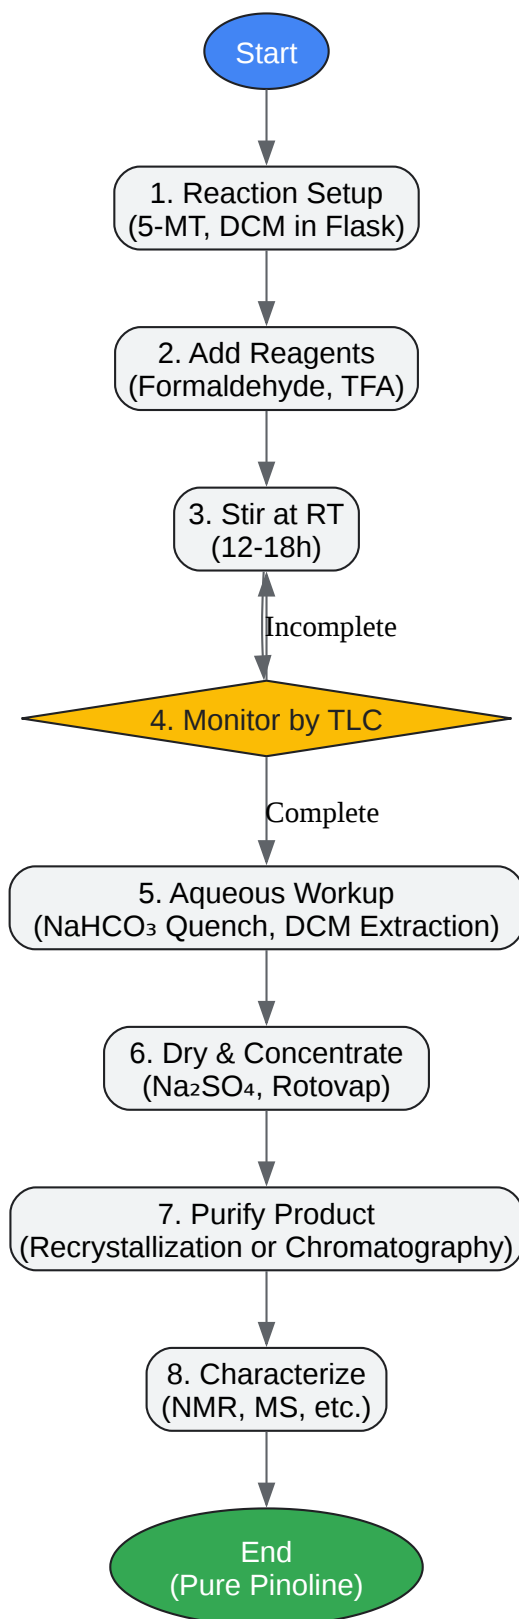 Start
1. Reaction Setup
(5-MT, DCM in Flask)
2. Add Reagents
(Formaldehyde, TFA)
3. Stir at RT
(12-18h)
Incomplete
4. Monitor by TLC
Complete
5. Aqueous Workup
(NaHCO₃ Quench, DCM Extraction)
6. Dry & Concentrate
(Na₂SO₄, Rotovap)
7. Purify Product
(Recrystallization or Chromatography)
8. Characterize
(NMR, MS, etc.)
End
(Pure Pinoline)